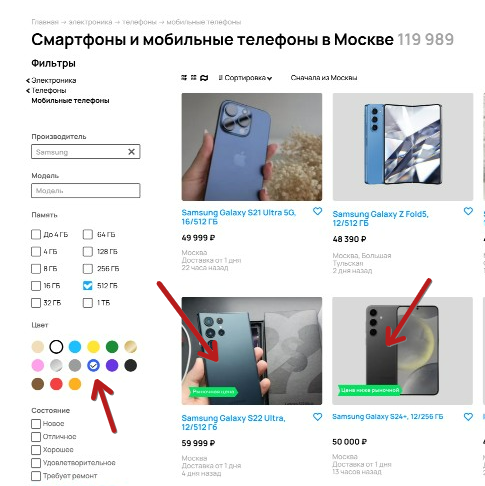 Главная → электроника → телефоны → мобильные телефоны
Смартфоны и мобильные телефоны в Москве 119 989
Фильтры
Электроника
Телефоны
Мобильные телефоны
Сортировка
Сначала из Москвы
Производитель
Samsung
Модель
Модель
Память
До 4 ГБ
64 ГБ
4 ГБ
128 ГБ
8 ГБ
256 ГБ
16 ГБ
512 ГБ
32 ГБ
1 ТБ
Цвет
Состояние
Новое
Отличное
Хорошее
Удовлетворительное
Требует ремонт
Samsung Galaxy S21 Ultra 5G,
16/512 ГБ
49 999 ₽
Москва
Доставка от 1 дня
22 часа назад
Samsung Galaxy Z Fold5,
12/512 ГБ
48 390 ₽
Москва, Большая
Тульская
2 дня назад
Рыночная цена
Samsung Galaxy S22 Ultra,
12/512 ГБ
59 999 ₽
Москва
Доставка от 1 дня
4 дня назад
Цена ниже рыночной
Samsung Galaxy S24+, 12/256 ГБ
50 000 ₽
Москва
Доставка от 1 дня
13 часов назад